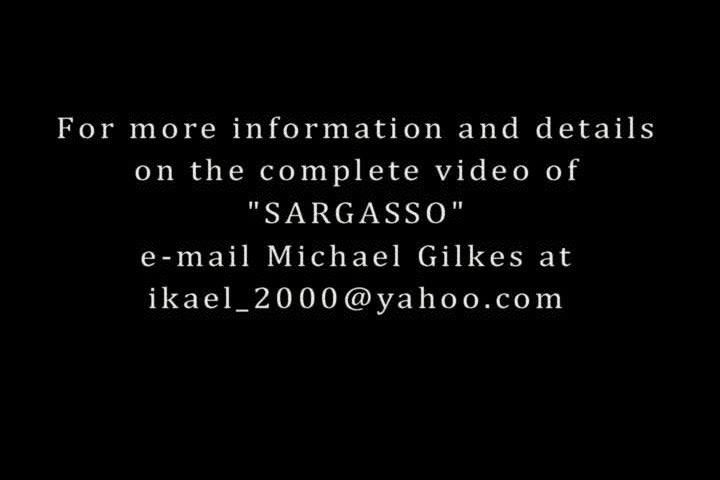 For more information and details
on the complete video of
"SARGASSO"
e-mail Michael Gilkes at
ikael_2000@yahoo.com